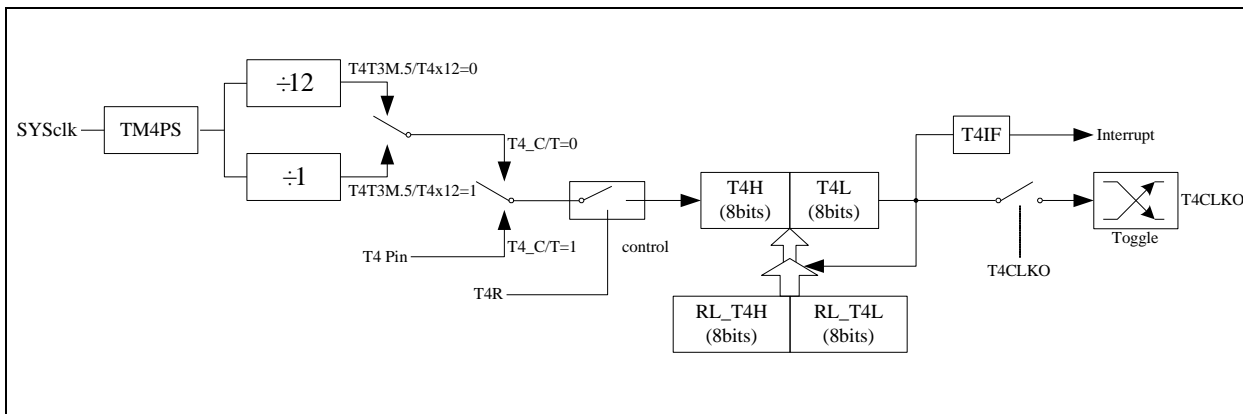 T4T3M.5/T4x12=0
÷12
SYSclk
TM4PS
T4_C/T=0
÷1
T4T3M.5/T4x12=1
T4 Pin
T4_C/T=1
T4R
control
T4H
(8bits)
T4L
(8bits)
T4IF
Interrupt
T4CLKO
Toggle
T4CLKO
RL_T4H
(8bits)
RL_T4L
(8bits)